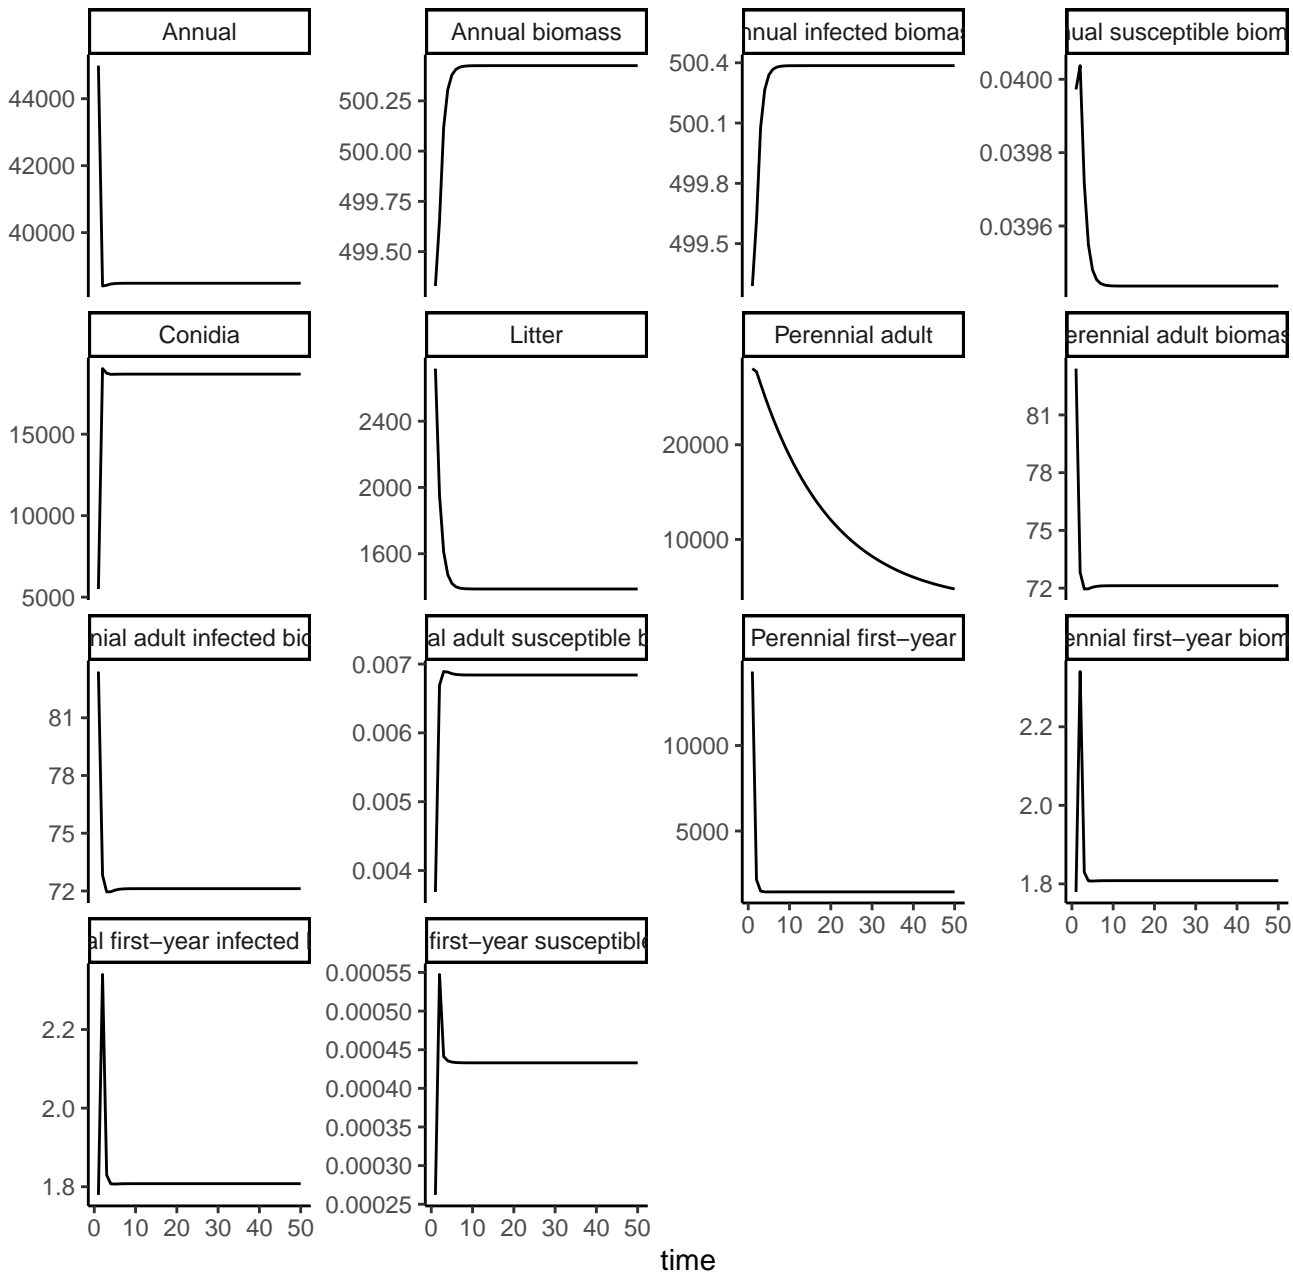 Annual
Annual biomass
nnual infected biomas
ual susceptible biom
44000
42000
40000
500.25
500.00
499.75
499.50
500.4
500.1
499.8
499.5
0.0400
0.0398
0.0396
Conidia
Litter
Perennial adult
erennial adult biomas
15000
10000
5000
2400
2000
1600
20000
10000
81
78
75
72
nial adult infected bio
al adult susceptible b
Perennial first−year
ennial first−year biom
81
78
75
72
0.007
0.006
0.005
0.004
10000
5000
0 10 20 30 40 50
2.2
2.0
1.8
0 10 20 30 40 50
al first−year infected
first−year susceptible
2.2
2.0
1.8
0 10 20 30 40 50
0.00055
0.00050
0.00045
0.00040
0.00035
0.00030
0.00025
0 10 20 30 40 50
time